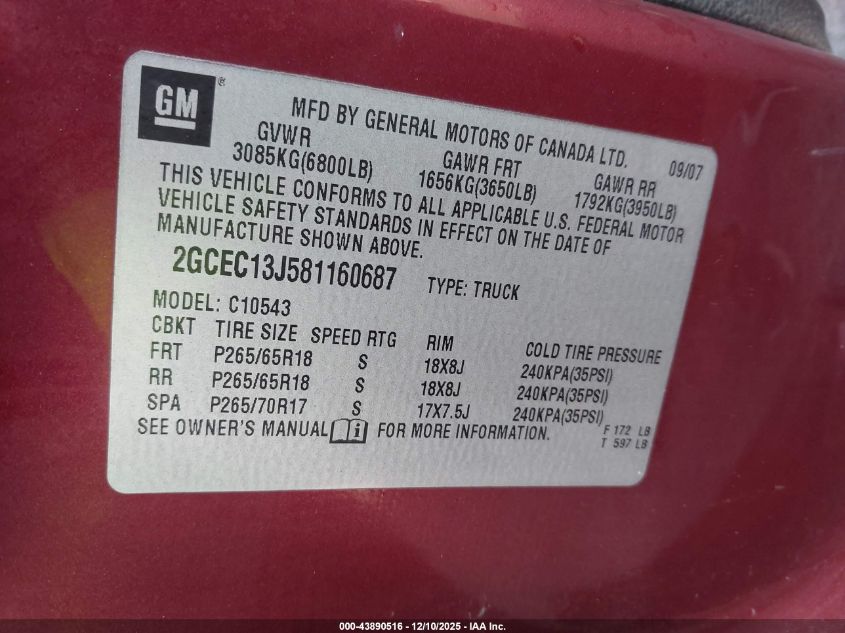 GM®
MFD BY GENERAL MOTORS OF CANADA LTD. 09/07
GVWR GAWR FRT GAWR RR
3085KG(6800LB) 1656KG(3650LB) 1792KG(3950LB)
THIS VEHICLE CONFORMS TO ALL APPLICABLE U.S. FEDERAL MOTOR
VEHICLE SAFETY STANDARDS IN EFFECT ON THE DATE OF
MANUFACTURE SHOWN ABOVE.
2GCEC13J581160687 TYPE: TRUCK
MODEL: C10543
CBKT TIRE SIZE SPEED RTG RIM COLD TIRE PRESSURE
FRT P265/65R18 S 18X8J 240KPA(35PSI)
RR P265/65R18 S 18X8J 240KPA(35PSI)
SPA P265/70R17 S 17X7.5J 240KPA(35PSI)
SEE OWNER'S MANUAL i FOR MORE INFORMATION.
F 172 LB
T 597 LB
000-43890516 - 12/10/2025 - IAA Inc.